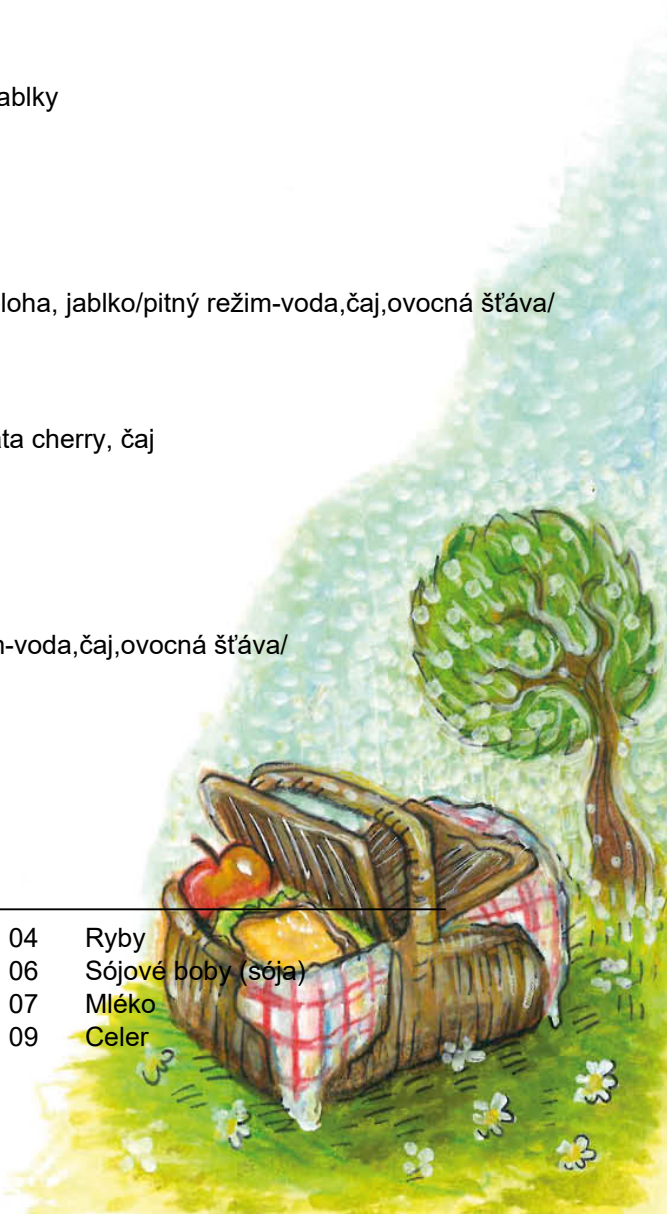 ablky
loha, jablko/pitný režim-voda,čaj,ovocná šťáva/
ta cherry, čaj
-voda,čaj,ovocná šťáva/
04 Ryby
06 Sójové boby (sója)
07 Mléko
09 Celer